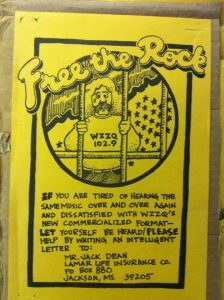 Free the Rock
WZZQ
102.9
IF YOU ARE TIRED OF HEARING THE
SAME MUSIC OVER AND OVER AGAIN
AND DISSATISFIED WITH WZZQ'S
NEW COMMERCIALIZED FORMAT—
LET YOURSELF BE HEARD! PLEASE
HELP BY WRITING AN INTELLIGENT
LETTER TO:
MR. JACK DEAN
LAMAR LIFE INSURANCE CO.
PO BOX 880
JACKSON, MS 39205